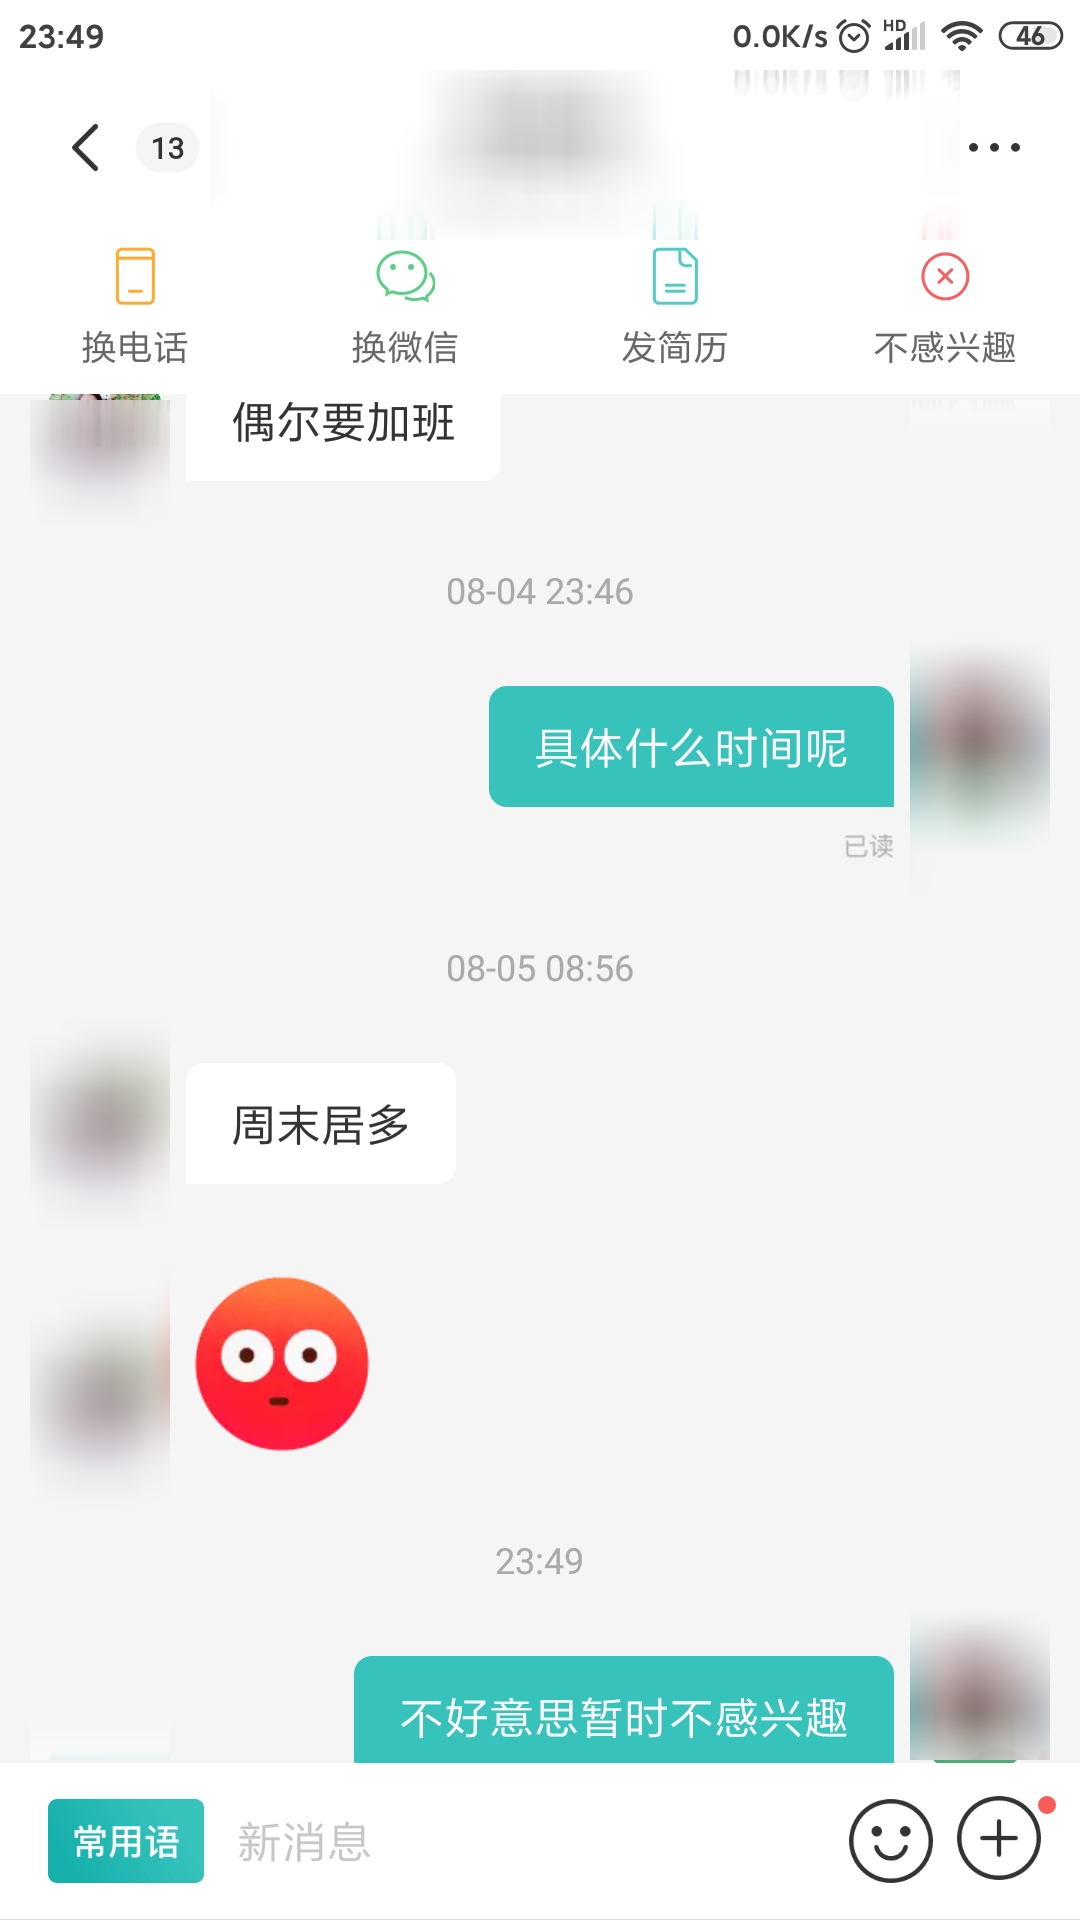 23:49
0.0K/s HD 46
13
换电话 换微信 发简历 不感兴趣
偶尔要加班
08-04 23:46
具体什么时间呢
已读
08-05 08:56
周末居多
23:49
不好意思暂时不感兴趣
常用语 新消息